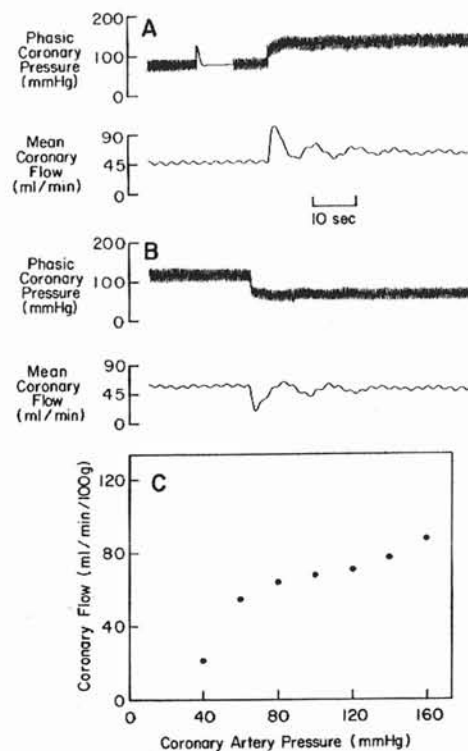 A
Phasic
Coronary
Pressure
(mmHg)
200
100
0
Mean
Coronary
Flow
(ml/min)
90
45
0
10 sec
B
Phasic
Coronary
Pressure
(mmHg)
200
100
0
Mean
Coronary
Flow
(ml/min)
90
45
0
C
Coronary Flow (ml/min/100g)
120
80
40
0
0 40 80 120 160
Coronary Artery Pressure (mmHg)